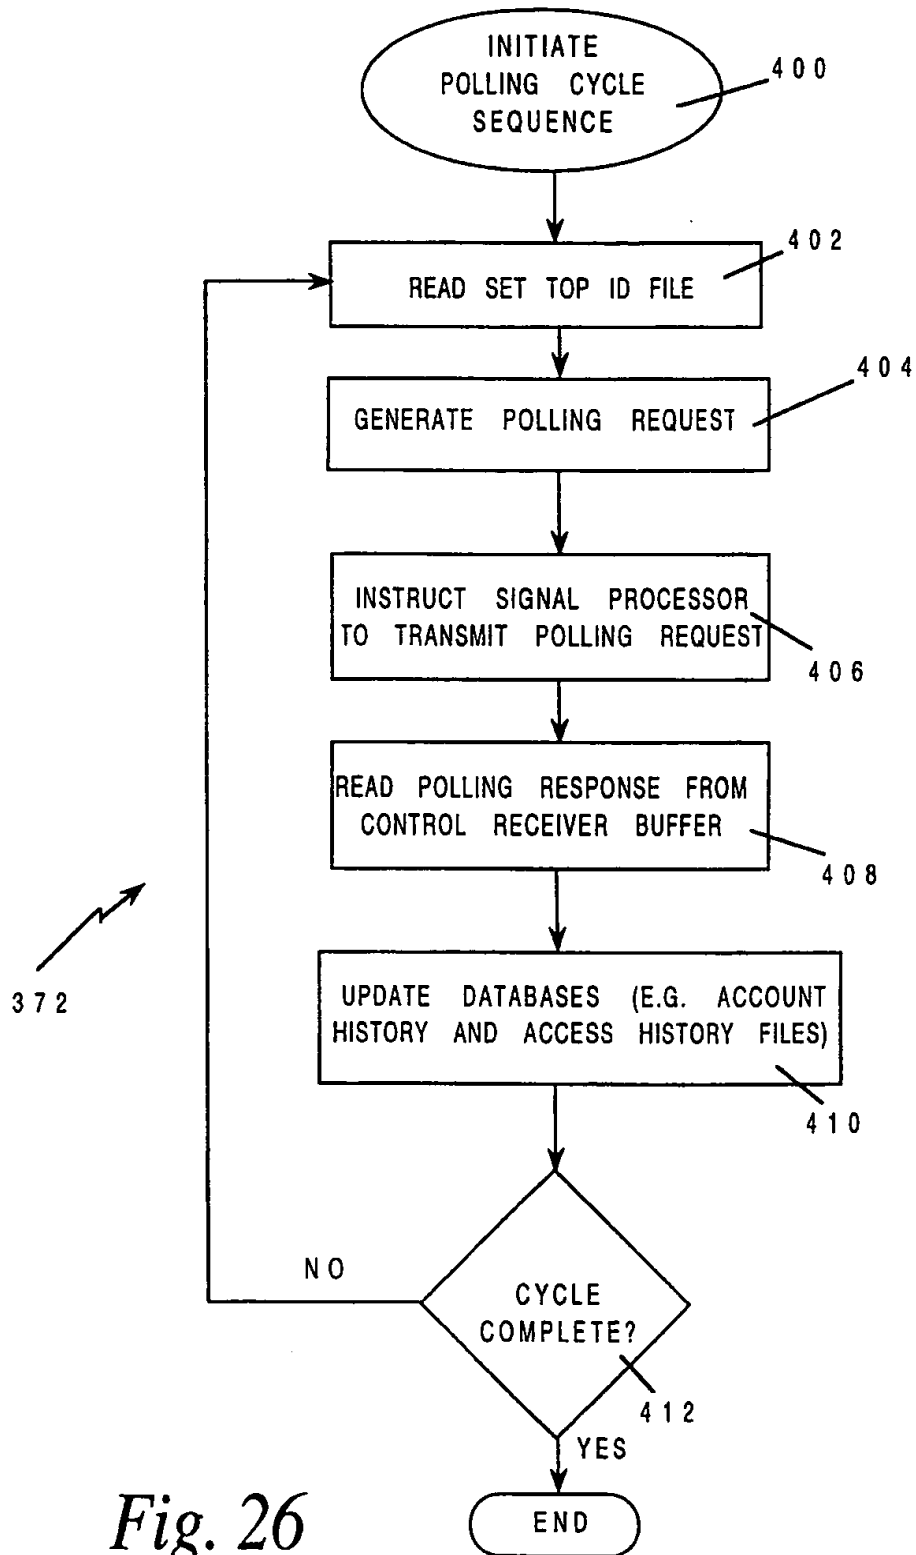 INITIATE
POLLING CYCLE
SEQUENCE
400
402
READ SET TOP ID FILE
404
GENERATE POLLING REQUEST
INSTRUCT SIGNAL PROCESSOR
TO TRANSMIT POLLING REQUEST
406
READ POLLING RESPONSE FROM
CONTROL RECEIVER BUFFER
408
372
UPDATE DATABASES (E.G. ACCOUNT
HISTORY AND ACCESS HISTORY FILES)
410
NO
CYCLE
COMPLETE?
412
YES
END
Fig. 26